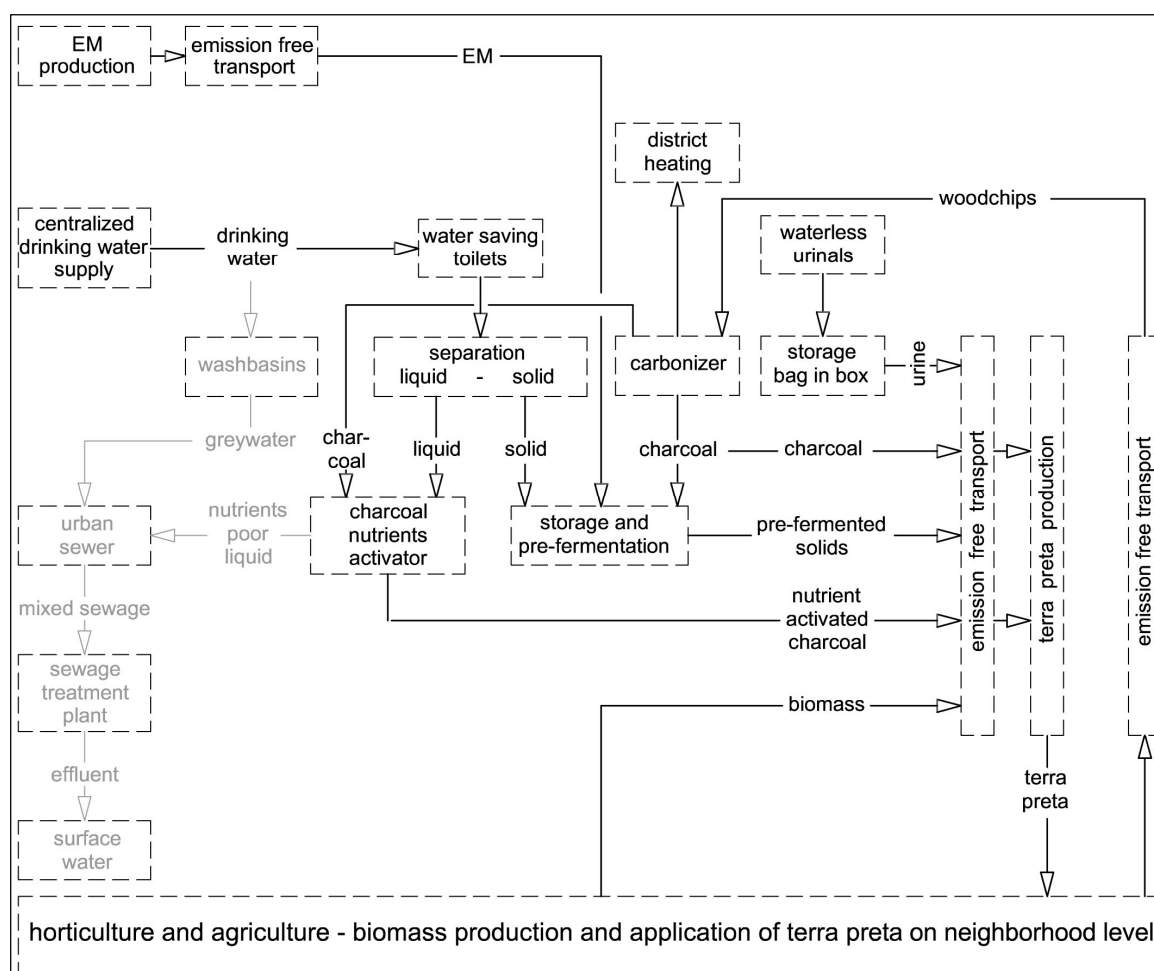 EM
production
emission free
transport
EM
district
heating
woodchips
centralized
drinking water
supply
drinking
water
water saving
toilets
waterless
urinals
washbasins
separation
liquid - solid
carbonizer
storage
bag in box
urine
greywater
char-
coal
liquid
solid
charcoal
charcoal
urban
sewer
nutrients
poor
liquid
charcoal
nutrients
activator
storage and
pre-fermentation
pre-fermented
solids
emission free transport
terra preta production
emission free transport
mixed sewage
nutrient
activated
charcoal
sewage
treatment
plant
biomass
effluent
terra
preta
surface
water
horticulture and agriculture - biomass production and application of terra preta on neighborhood level